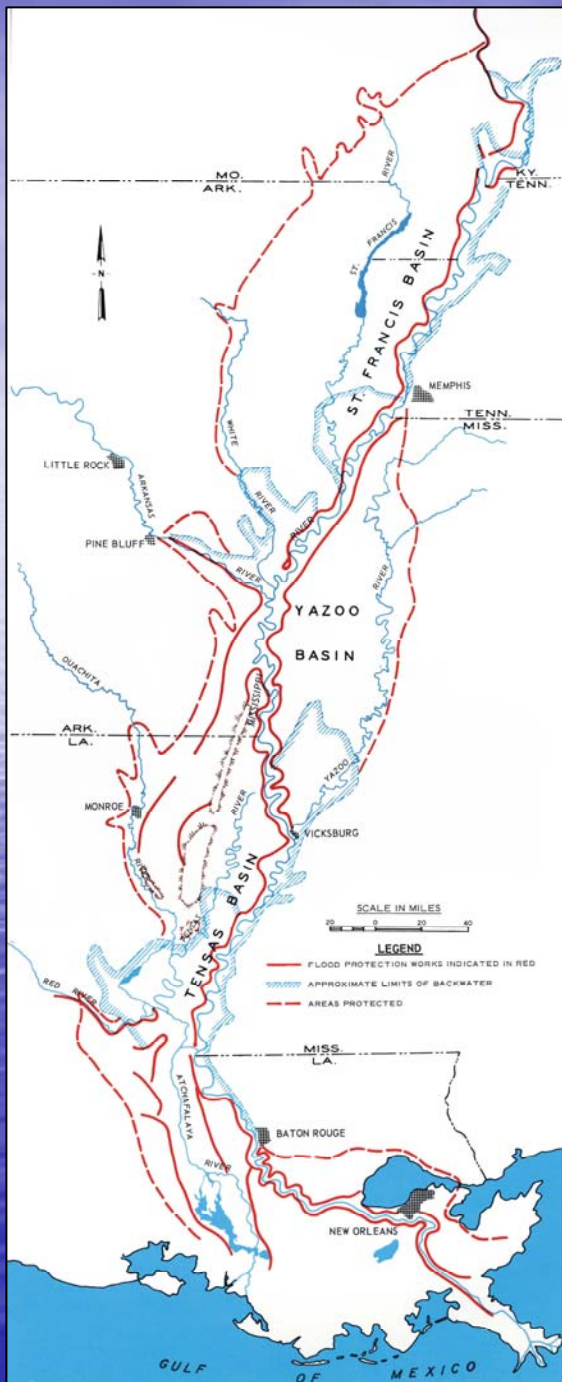 MO.
ARK.
KY.
TENN.
N
RIVER
ST. FRANCIS
ST. FRANCIS BASIN
MEMPHIS
TENN.
MISS.
WHITE
RIVER
LITTLE ROCK
ARKANSAS
PINE BLUFF
RIVER
RIVER
RIVER
YAZOO
BASIN
OUACHITA
MISSISSIPPI
ARK.
LA.
YAZOO
MONROE
RIVER
RIVER
VICKSBURG
TENSAS BASIN
SCALE IN MILES
20 0 20 40
LEGEND
FLOOD PROTECTION WORKS INDICATED IN RED
APPROXIMATE LIMITS OF BACKWATER
AREAS PROTECTED
RED RIVER
MISS.
LA.
ATCHAFALAYA
RIVER
BATON ROUGE
NEW ORLEANS
GULF OF MEXICO